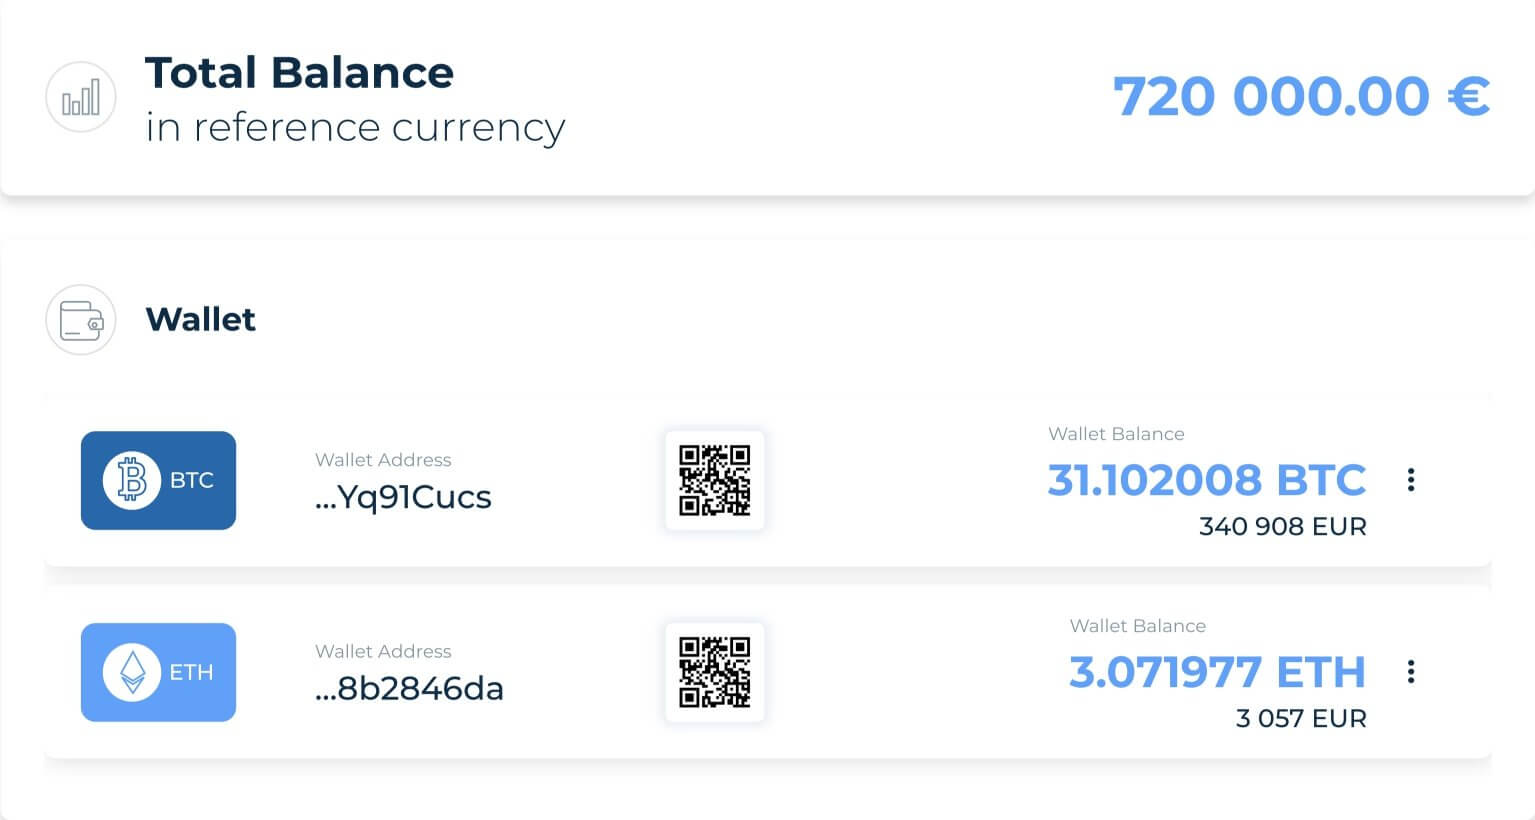 Total Balance
in reference currency
720 000.00 €
Wallet
BTC
Wallet Address
...Yq91Cucs
Wallet Balance
31.102008 BTC
340 908 EUR
ETH
Wallet Address
...8b2846da
Wallet Balance
3.071977 ETH
3 057 EUR